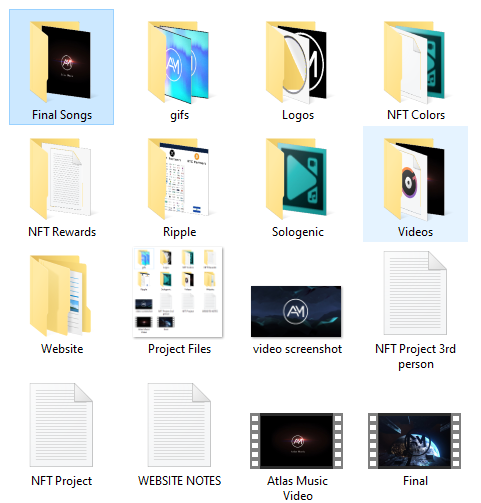 Final Songs
gifs
Logos
NFT Colors
NFT Rewards
Ripple
Sologenic
Videos
Website
Project Files
video screenshot
NFT Project 3rd
person
NFT Project
WEBSITE NOTES
Atlas Music
Video
Final